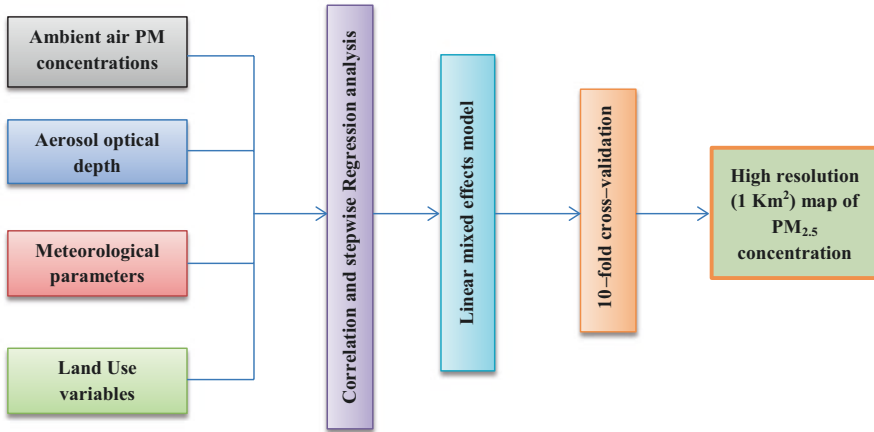 Ambient air PM
concentrations
Aerosol optical
depth
Meteorological
parameters
Land Use
variables
Correlation and stepwise Regression analysis
Linear mixed effects model
10–fold cross–validation
High resolution
(1 Km²) map of
PM₂.₅
concentration